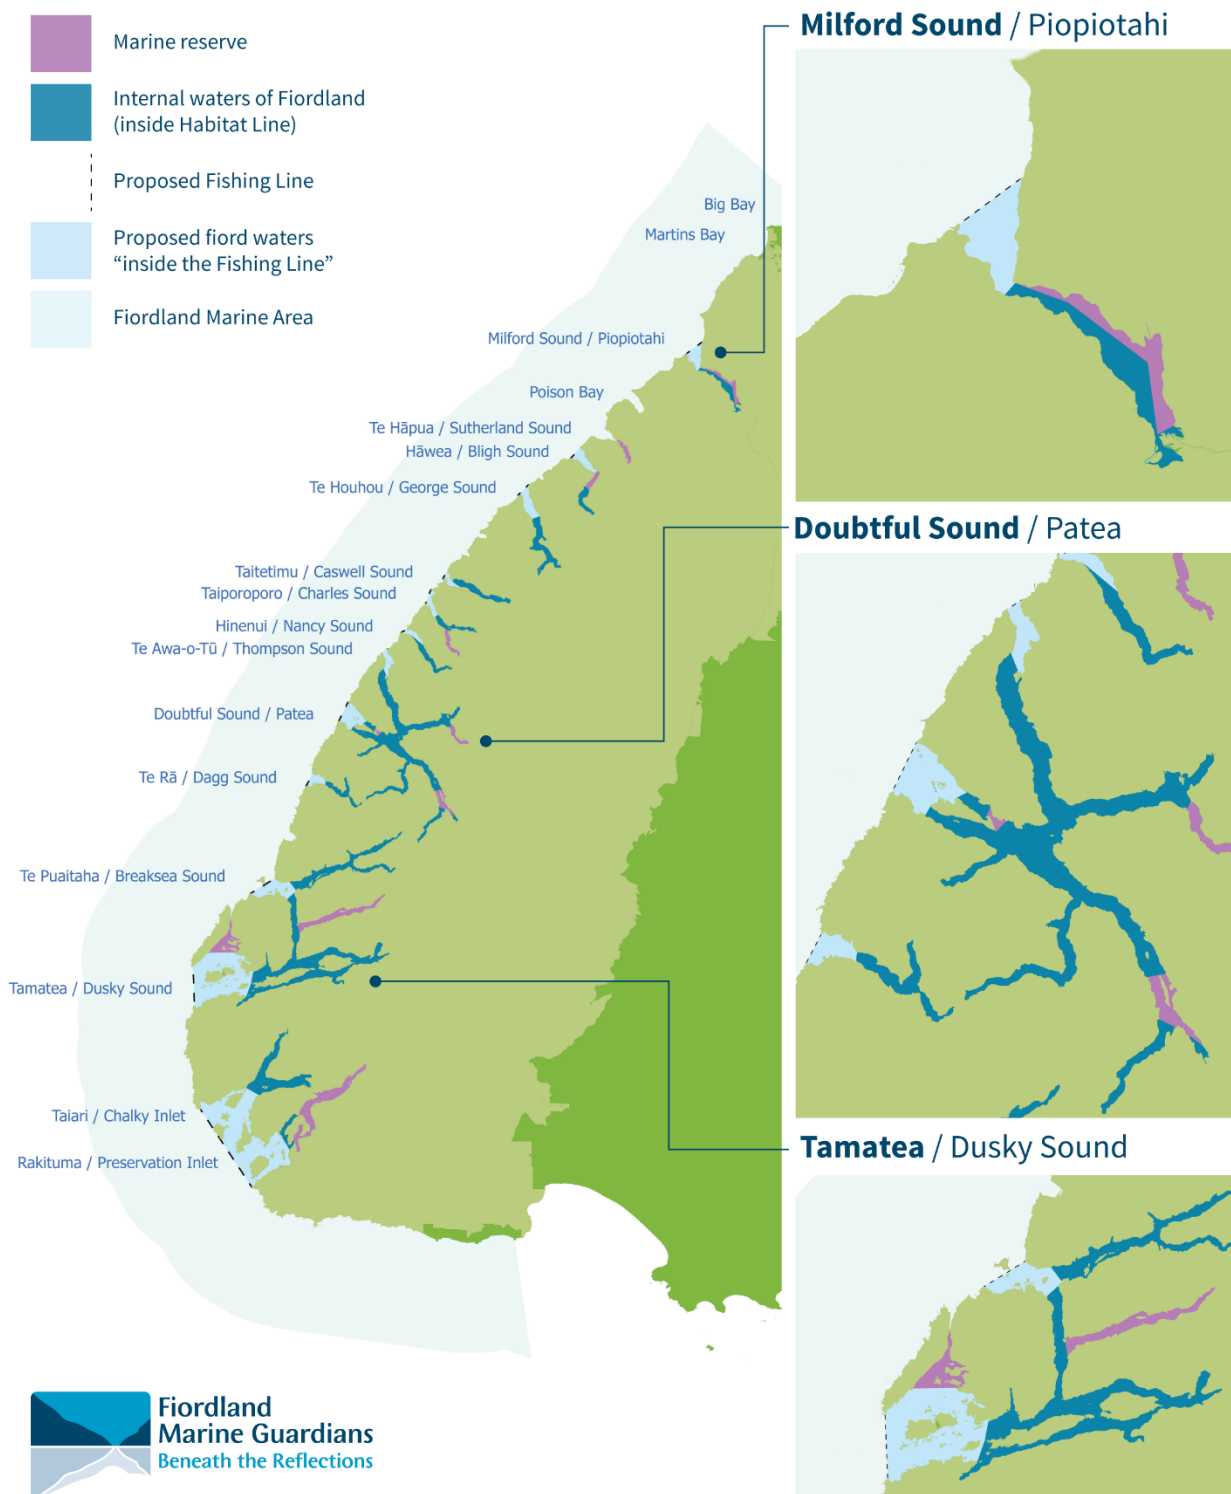 Marine reserve
Internal waters of Fiordland
(inside Habitat Line)
Proposed Fishing Line
Proposed fiord waters
“inside the Fishing Line”
Fiordland Marine Area
Milford Sound / Piopiotahi
Big Bay
Martins Bay
Milford Sound / Piopiotahi
Poison Bay
Te Hāpua / Sutherland Sound
Hāwea / Bligh Sound
Te Houhou / George Sound
Doubtful Sound / Patea
Taitetimu / Caswell Sound
Taiporoporo / Charles Sound
Hinenui / Nancy Sound
Te Awa-o-Tū / Thompson Sound
Doubtful Sound / Patea
Te Rā / Dagg Sound
Te Puaitaha / Breaksea Sound
Tamatea / Dusky Sound
Taiari / Chalky Inlet
Rakituma / Preservation Inlet
Tamatea / Dusky Sound
Fiordland
Marine Guardians
Beneath the Reflections